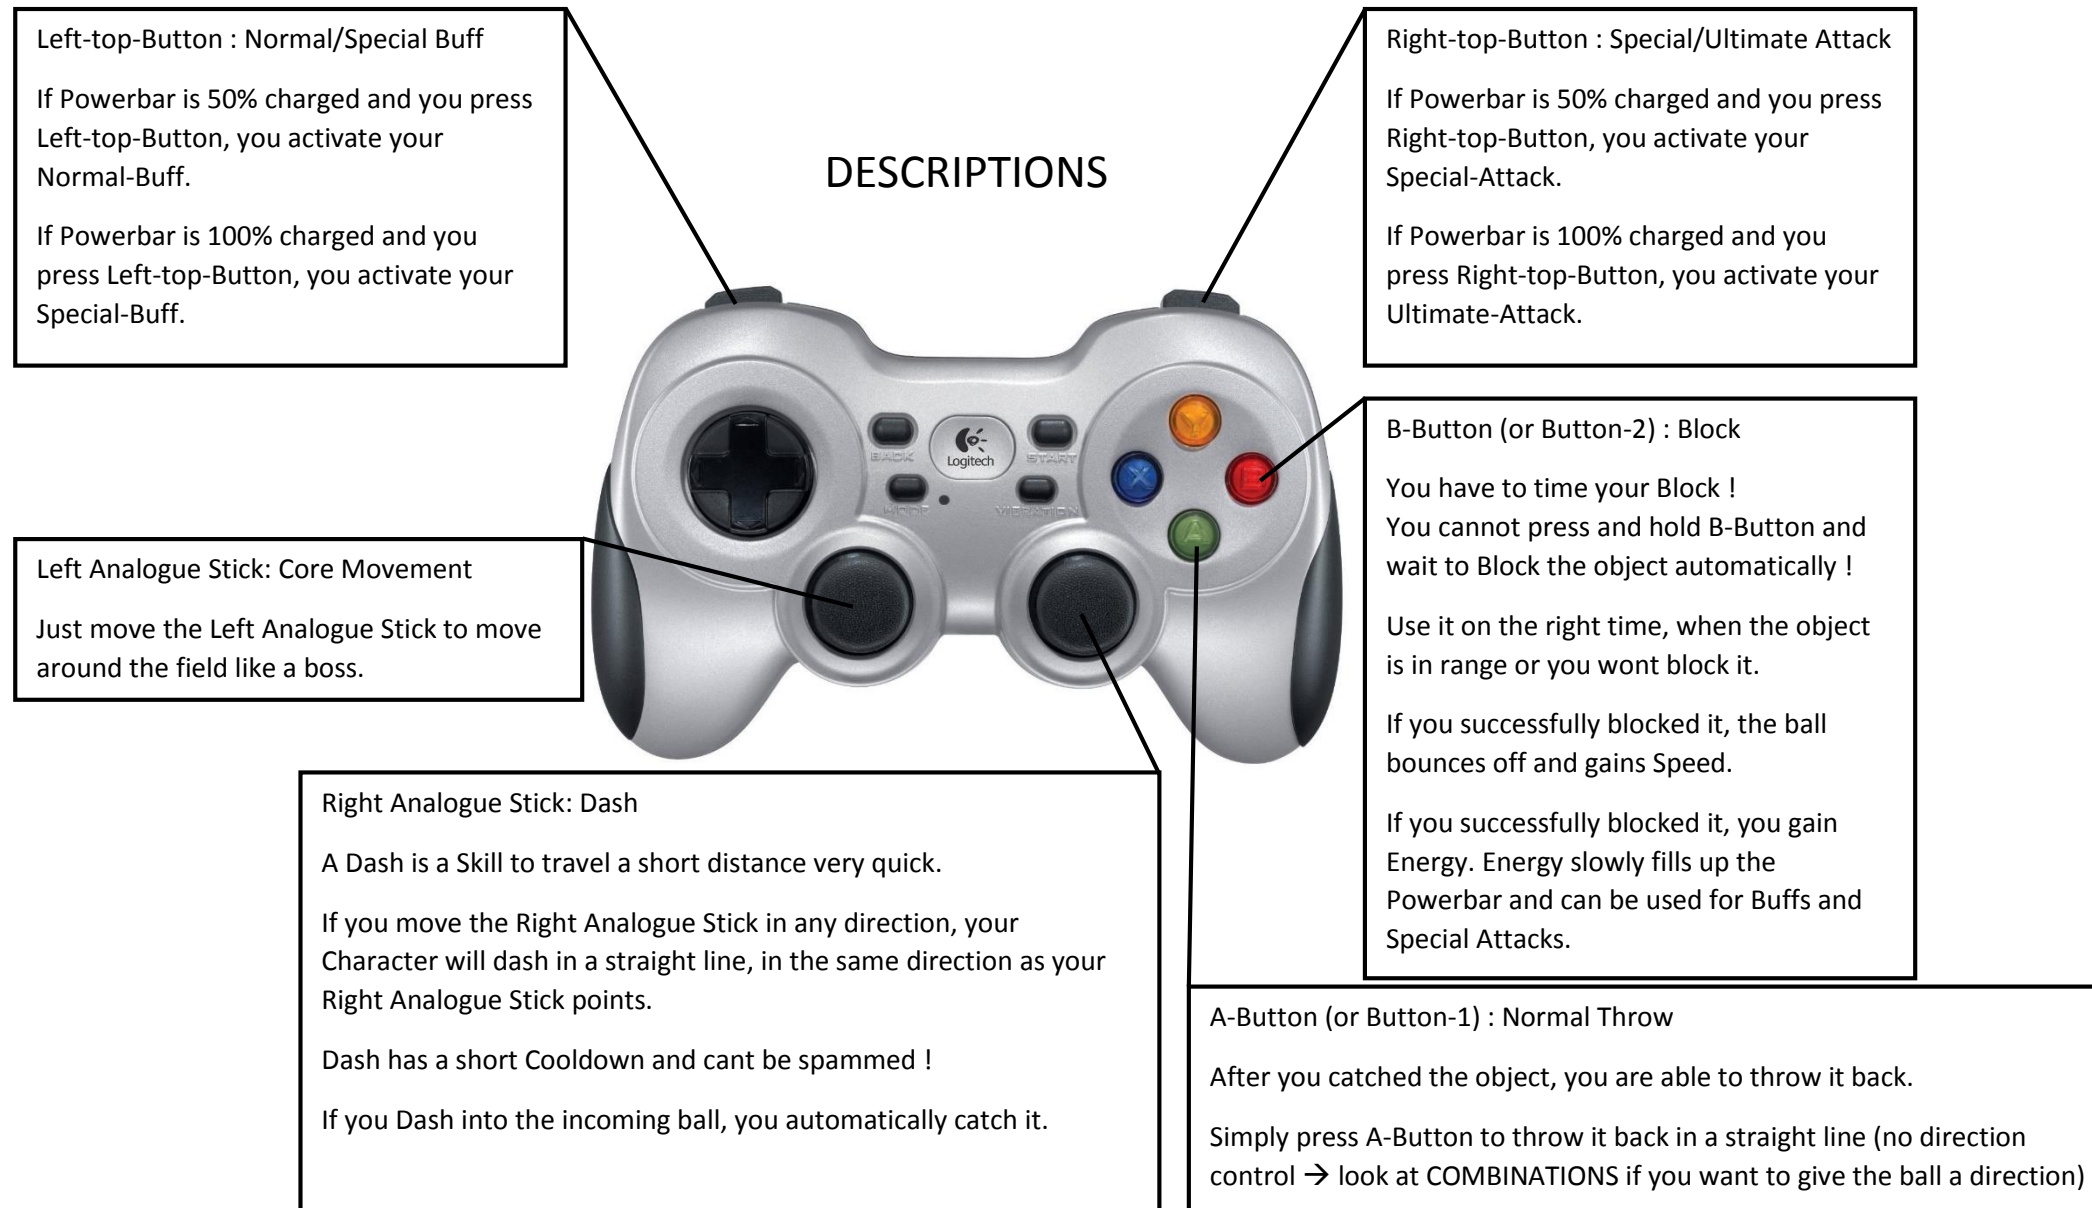 Left-top-Button : Normal/Special Buff
If Powerbar is 50% charged and you press
Left-top-Button, you activate your
Normal-Buff.
If Powerbar is 100% charged and you
press Left-top-Button, you activate your
Special-Buff.
DESCRIPTIONS
Right-top-Button : Special/Ultimate Attack
If Powerbar is 50% charged and you press
Right-top-Button, you activate your
Special-Attack.
If Powerbar is 100% charged and you
press Right-top-Button, you activate your
Ultimate-Attack.
BACK
Logitech
START
MODE
VIBRATION
Y
X
B
A
B-Button (or Button-2) : Block
You have to time your Block !
You cannot press and hold B-Button and
wait to Block the object automatically !
Use it on the right time, when the object
is in range or you wont block it.
If you successfully blocked it, the ball
bounces off and gains Speed.
If you successfully blocked it, you gain
Energy. Energy slowly fills up the
Powerbar and can be used for Buffs and
Special Attacks.
Left Analogue Stick: Core Movement
Just move the Left Analogue Stick to move
around the field like a boss.
Right Analogue Stick: Dash
A Dash is a Skill to travel a short distance very quick.
If you move the Right Analogue Stick in any direction, your
Character will dash in a straight line, in the same direction as your
Right Analogue Stick points.
Dash has a short Cooldown and cant be spammed !
If you Dash into the incoming ball, you automatically catch it.
A-Button (or Button-1) : Normal Throw
After you catched the object, you are able to throw it back.
Simply press A-Button to throw it back in a straight line (no direction
control → look at COMBINATIONS if you want to give the ball a direction)